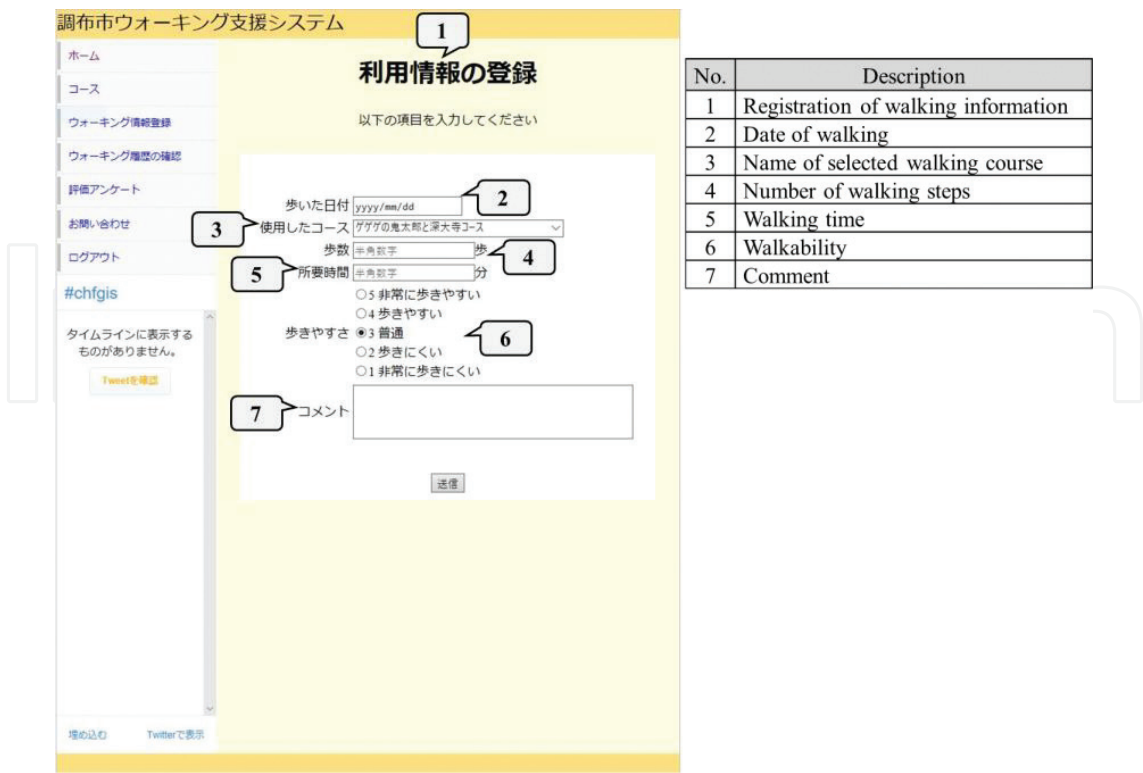 調布市ウォーキング支援システム
ホーム
コース
ウォーキング情報登録
ウォーキング履歴の確認
評価アンケート
お問い合わせ
ログアウト
#chfgis
タイムラインに表示する
ものがありません。
Tweetを確認
埋め込む Twitterで表示
1
利用情報の登録
以下の項目を入力してください
歩いた日付 yyyy/mm/dd 2
3 使用したコース ゲゲゲの鬼太郎と深大寺コース
歩数 半角数字 歩 4
5 所要時間 半角数字 分
○5 非常に歩きやすい
○4 歩きやすい
歩きやすさ ◉3 普通 6
○2 歩きにくい
○1 非常に歩きにくい
7 コメント
送信
No. Description
1 Registration of walking information
2 Date of walking
3 Name of selected walking course
4 Number of walking steps
5 Walking time
6 Walkability
7 Comment